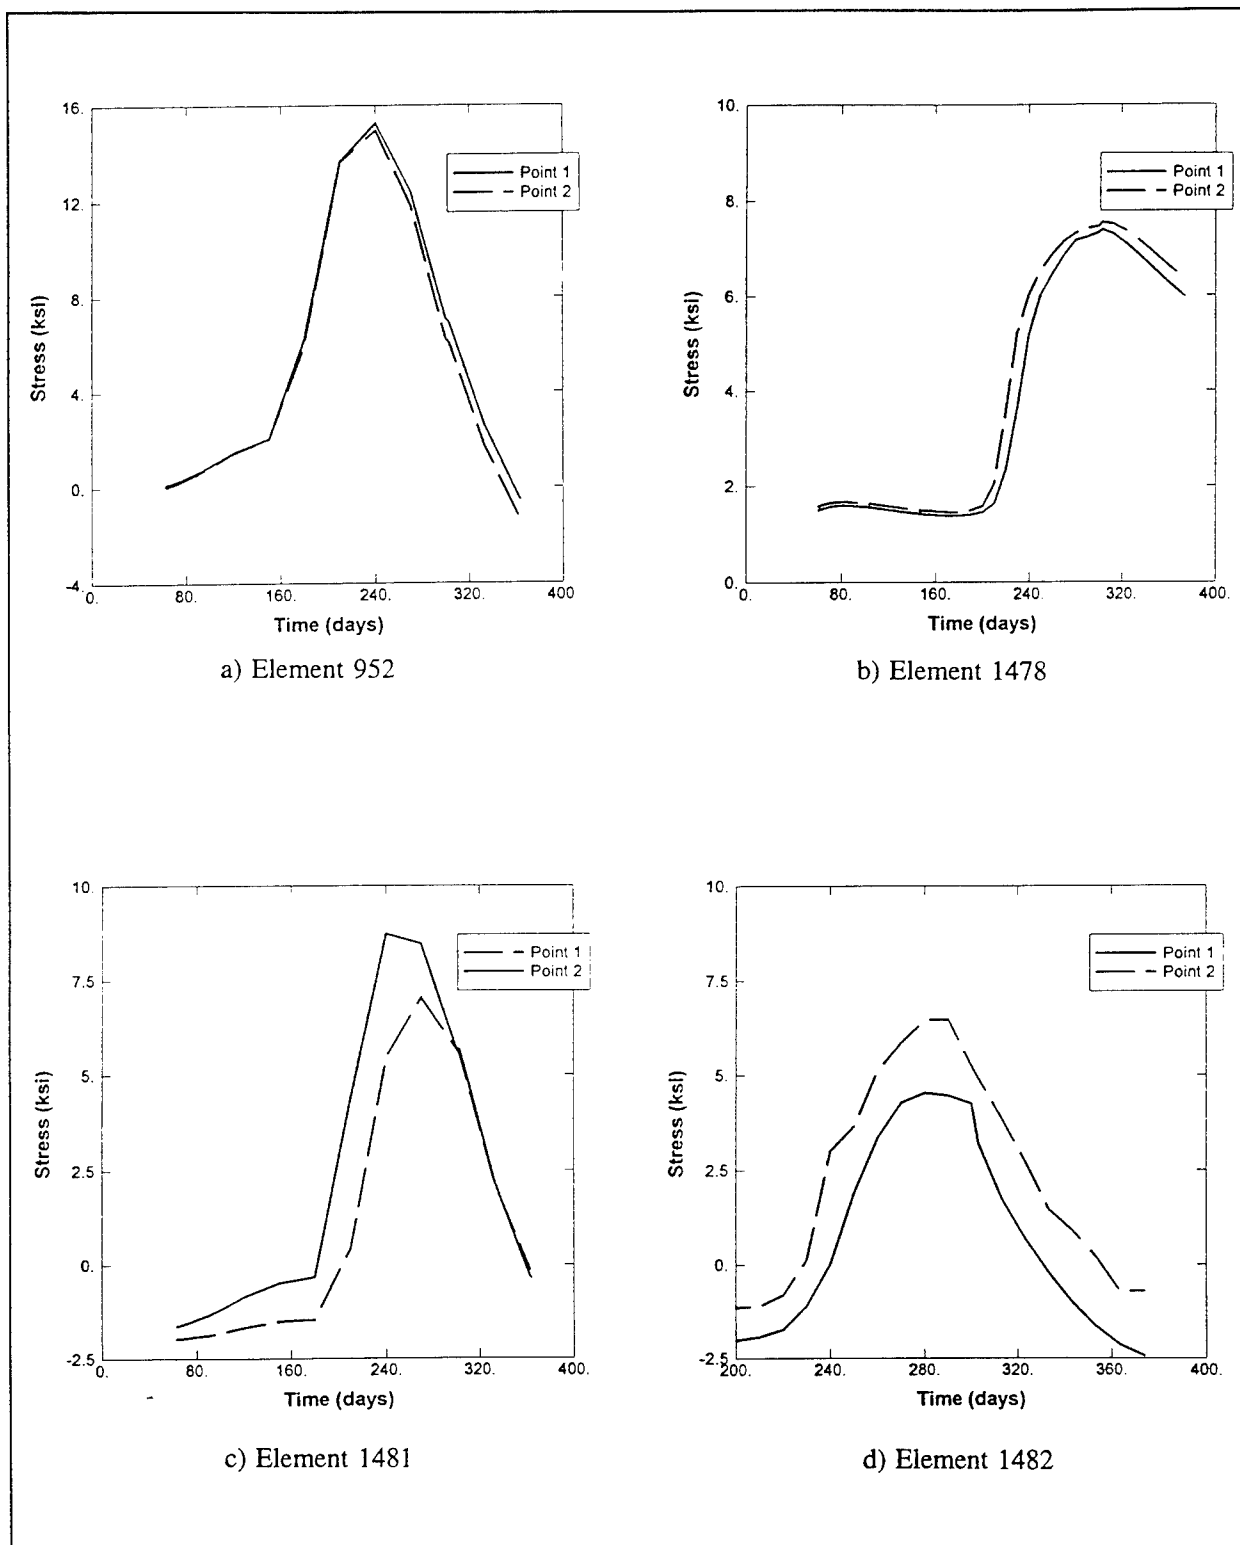 16.
12.
8.
4.
0.
-4.
Stress (ksi)
0.
80.
160.
240.
320.
400.
Time (days)
Point 1
Point 2
a) Element 952
10.
8.
6.
4.
2.
0.
Stress (ksi)
0.
80.
160.
240.
320.
400.
Time (days)
Point 1
Point 2
b) Element 1478
10.
7.5
5.
2.5
0.
-2.5
Stress (ksi)
0.
80.
160.
240.
320.
400.
Time (days)
Point 1
Point 2
c) Element 1481
10.
7.5
5.
2.5
0.
-2.5
Stress (ksi)
200.
240.
280.
320.
360.
400.
Time (days)
Point 1
Point 2
d) Element 1482